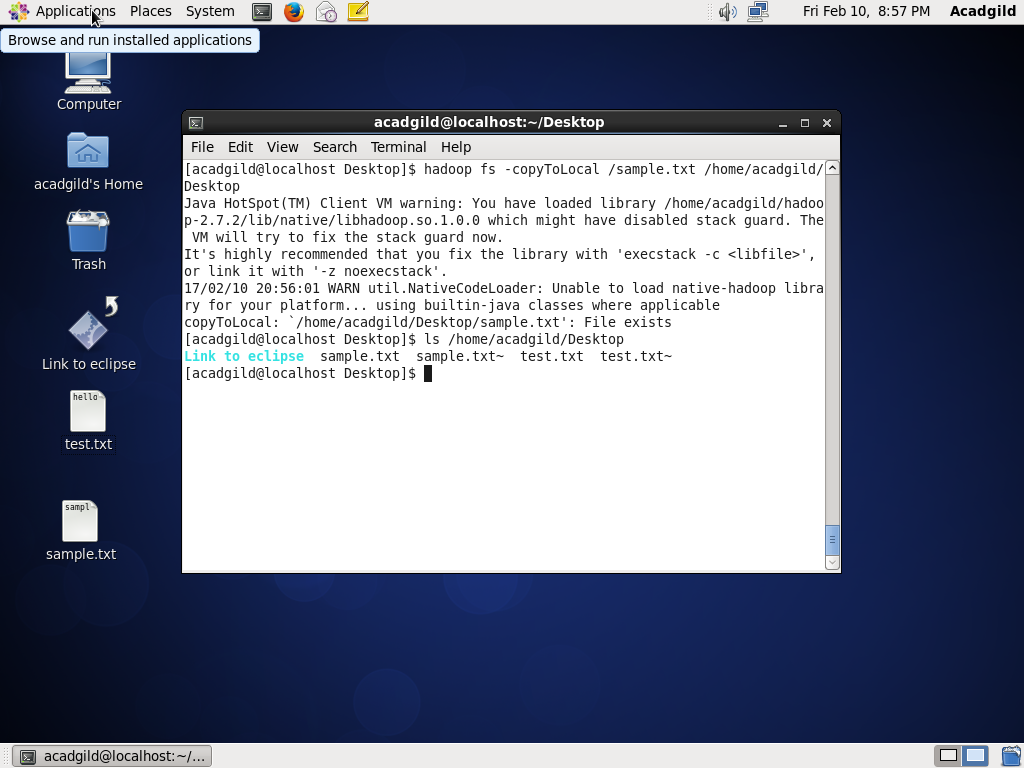 Applications Places System Fri Feb 10, 8:57 PM Acadgild
Browse and run installed applications
Computer
acadgild's Home
Trash
Link to eclipse
hello
test.txt
sampl
sample.txt
acadgild@localhost:~/Desktop
File Edit View Search Terminal Help
[acadgild@localhost Desktop]$ hadoop fs -copyToLocal /sample.txt /home/acadgild/
Desktop
Java HotSpot(TM) Client VM warning: You have loaded library /home/acadgild/hadoo
p-2.7.2/lib/native/libhadoop.so.1.0.0 which might have disabled stack guard. The
 VM will try to fix the stack guard now.
It's highly recommended that you fix the library with 'execstack -c <libfile>',
or link it with '-z noexecstack'.
17/02/10 20:56:01 WARN util.NativeCodeLoader: Unable to load native-hadoop libra
ry for your platform... using builtin-java classes where applicable
copyToLocal: `/home/acadgild/Desktop/sample.txt': File exists
[acadgild@localhost Desktop]$ ls /home/acadgild/Desktop
Link to eclipse  sample.txt  sample.txt~  test.txt  test.txt~
[acadgild@localhost Desktop]$
acadgild@localhost:~/...